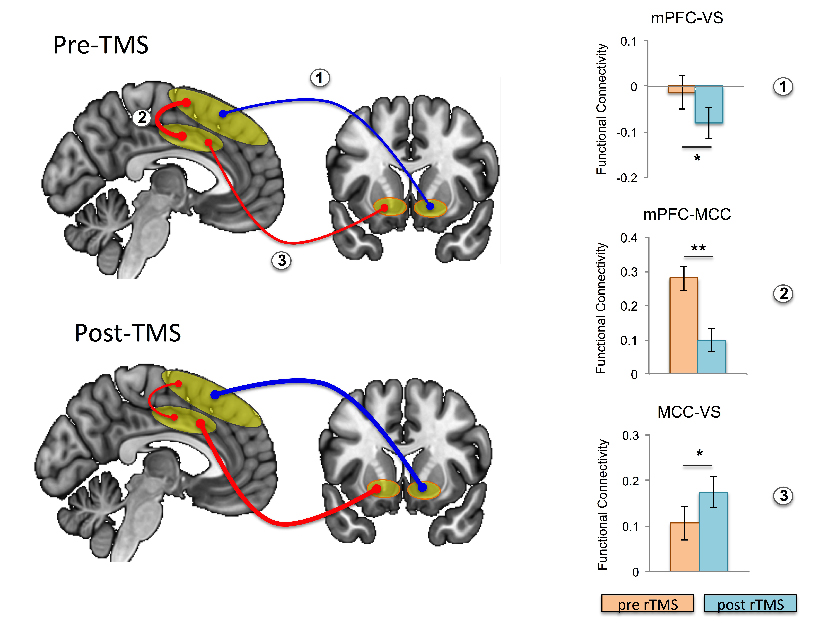 Pre-TMS
1
2
3
Post-TMS
mPFC-VS
Functional Connectivity
0.1
0
-0.1
-0.2
*
1
mPFC-MCC
Functional Connectivity
0.4
0.3
0.2
0.1
0
**
2
MCC-VS
Functional Connectivity
0.3
0.2
0.1
0
*
3
pre rTMS
post rTMS